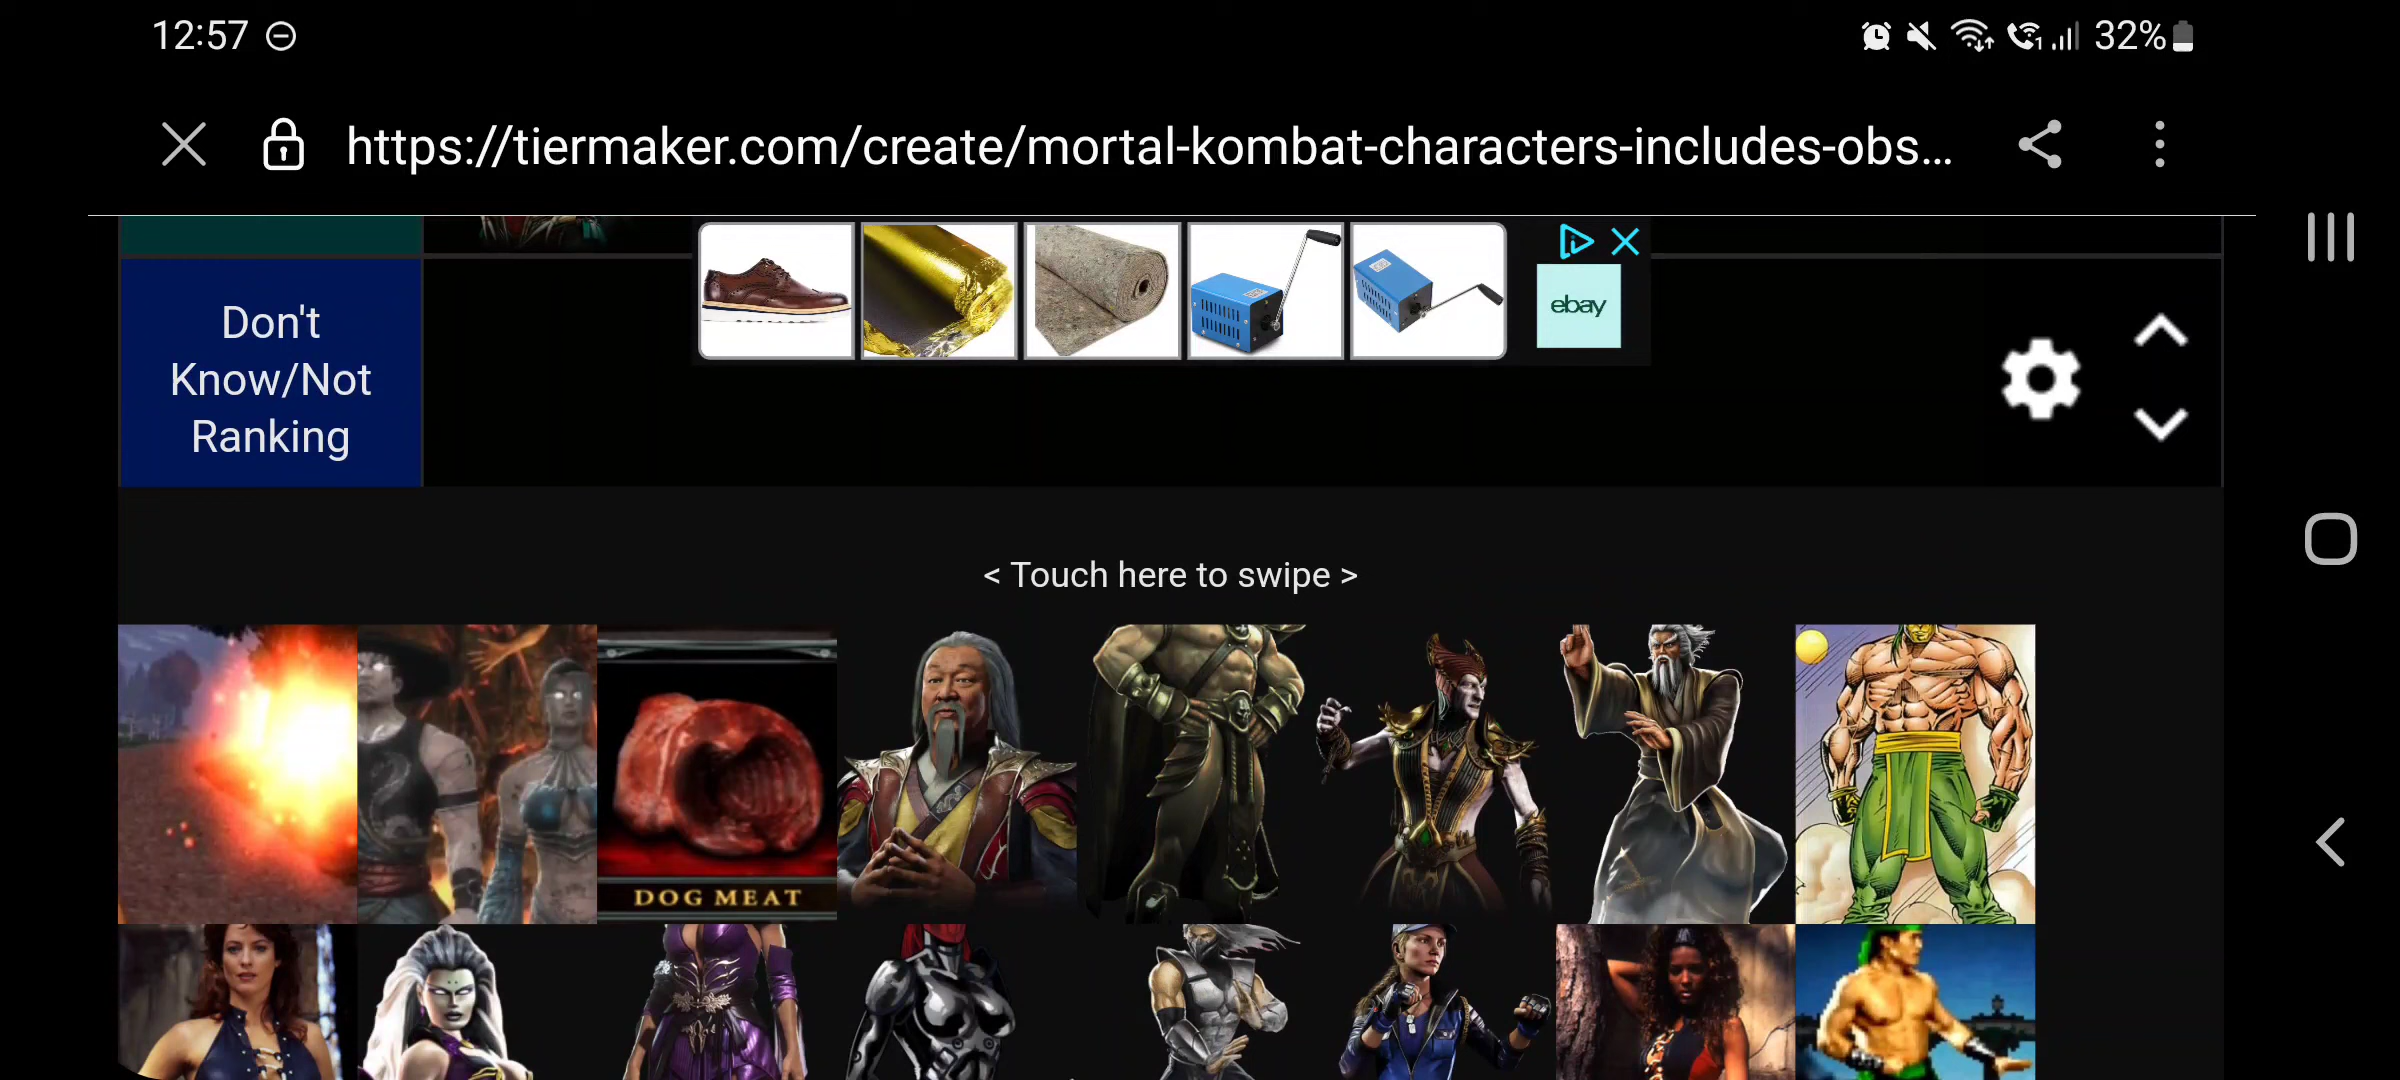 12:57
32%
https://tiermaker.com/create/mortal-kombat-characters-includes-obs...
ebay
Don't
Know/Not
Ranking
< Touch here to swipe >
DOG MEAT